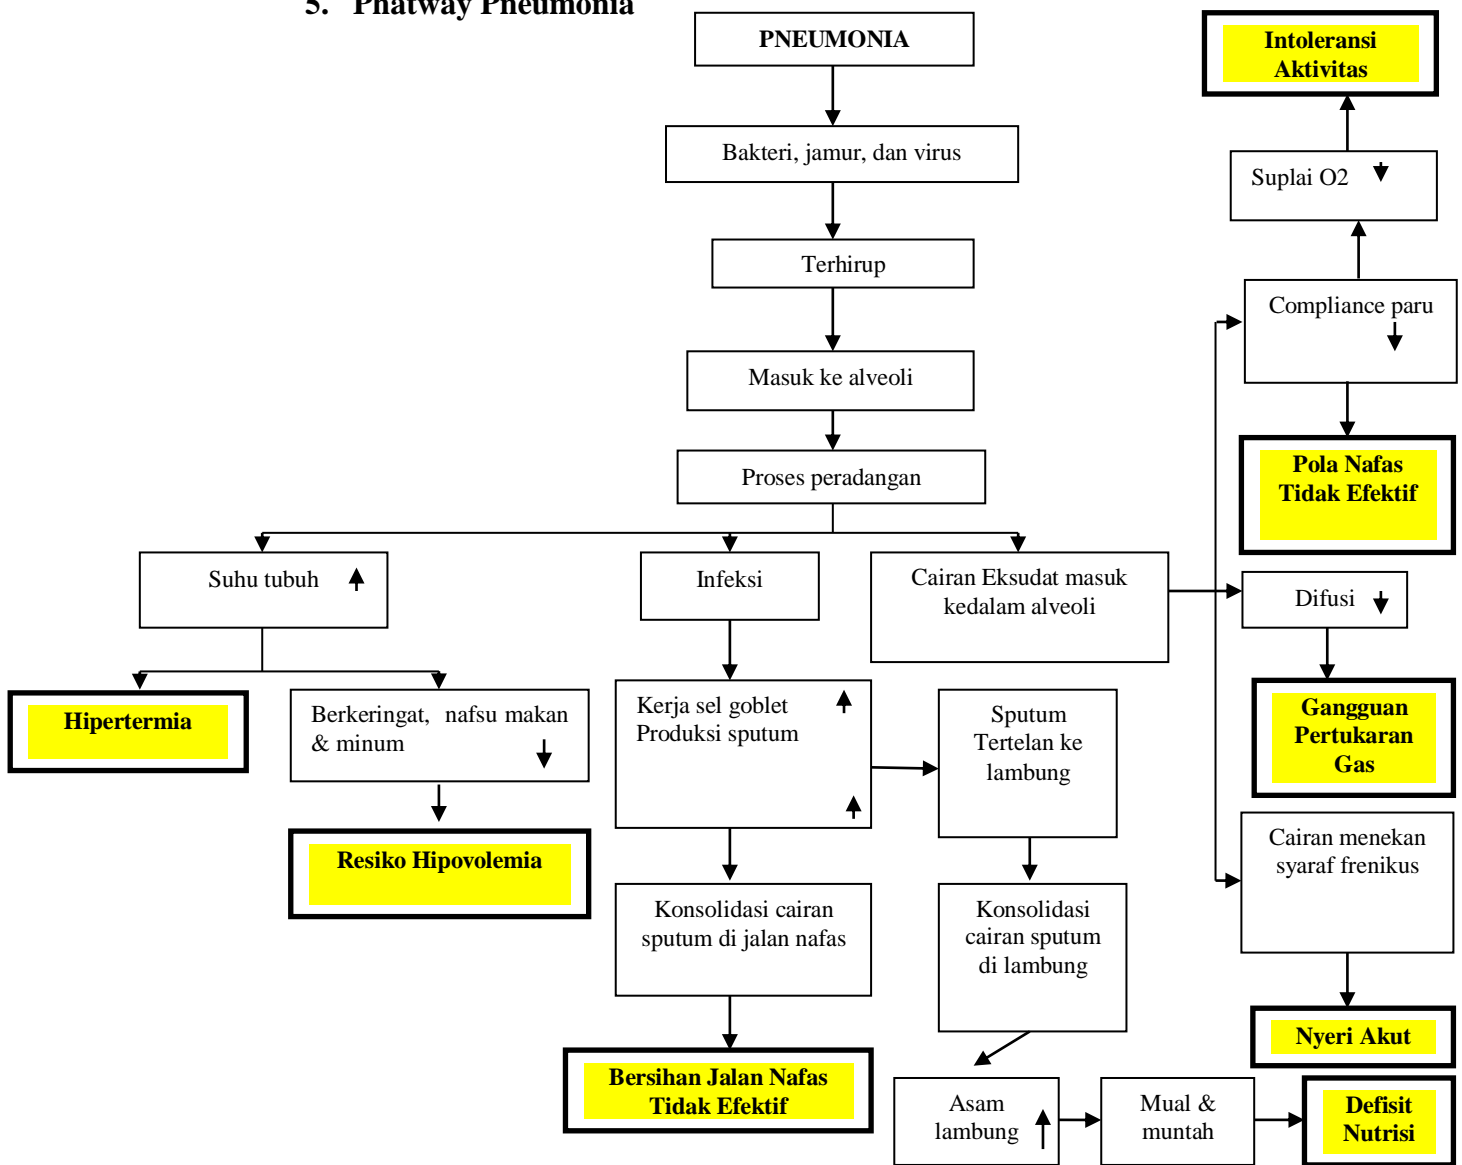 5. Phatway Pneumonia
PNEUMONIA
Bakteri, jamur, dan virus
Terhirup
Masuk ke alveoli
Proses peradangan
Suhu tubuh
Infeksi
Cairan Eksudat masuk
kedalam alveoli
Hipertermia
Berkeringat, nafsu makan
& minum
Resiko Hipovolemia
Kerja sel goblet
Produksi sputum
Sputum
Tertelan ke
lambung
Konsolidasi cairan
sputum di jalan nafas
Konsolidasi
cairan sputum
di lambung
Bersihan Jalan Nafas
Tidak Efektif
Asam
lambung
Mual &
muntah
Defisit
Nutrisi
Intoleransi
Aktivitas
Suplai O2
Compliance paru
Pola Nafas
Tidak Efektif
Difusi
Gangguan
Pertukaran
Gas
Cairan menekan
syaraf frenikus
Nyeri Akut